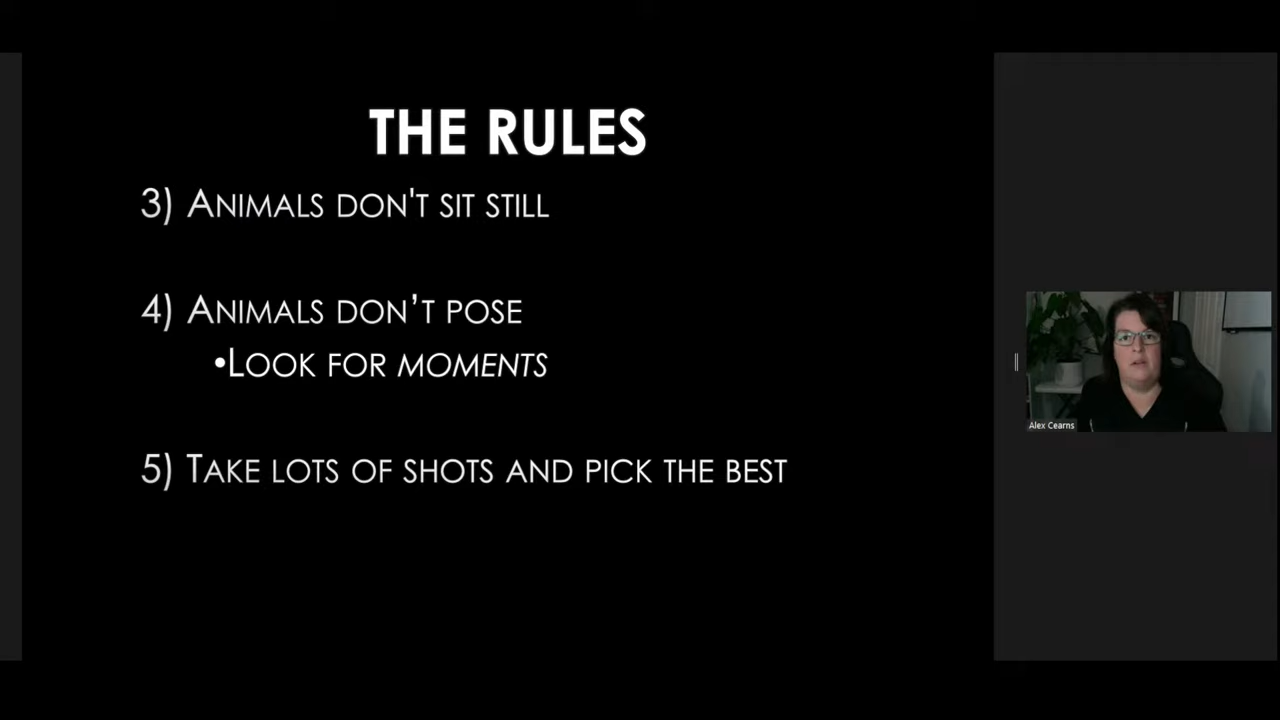 THE RULES
3) ANIMALS DON'T SIT STILL
4) ANIMALS DON’T POSE
•LOOK FOR MOMENTS
5) TAKE LOTS OF SHOTS AND PICK THE BEST
Alex Cearns